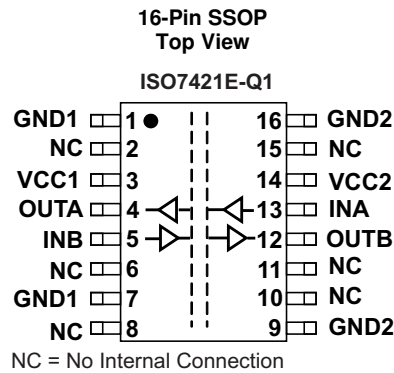 16-Pin SSOP
Top View
ISO7421E-Q1
GND1 1 16 GND2
NC 2 15 NC
VCC1 3 14 VCC2
OUTA 4 13 INA
INB 5 12 OUTB
NC 6 11 NC
GND1 7 10 NC
NC 8 9 GND2
NC = No Internal Connection